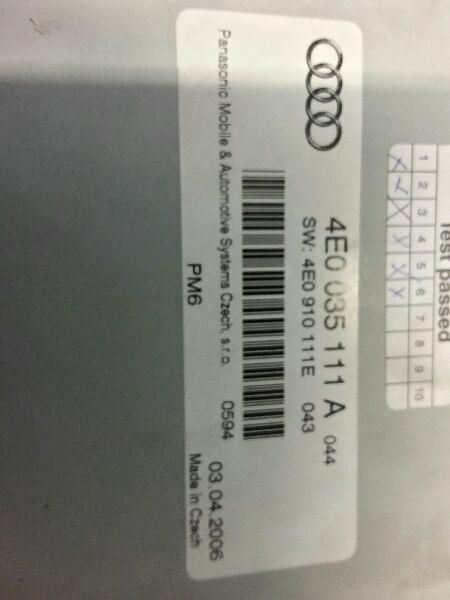 Test passed
1 2 3 4 5 6 7 8 9 10
4E0 035 111 A 044
SW: 4E0 910 111E 043
Panasonic Mobile & Automotive Systems Czech, s.r.o. 0594
PM6
03.04.2006
Made in Czech